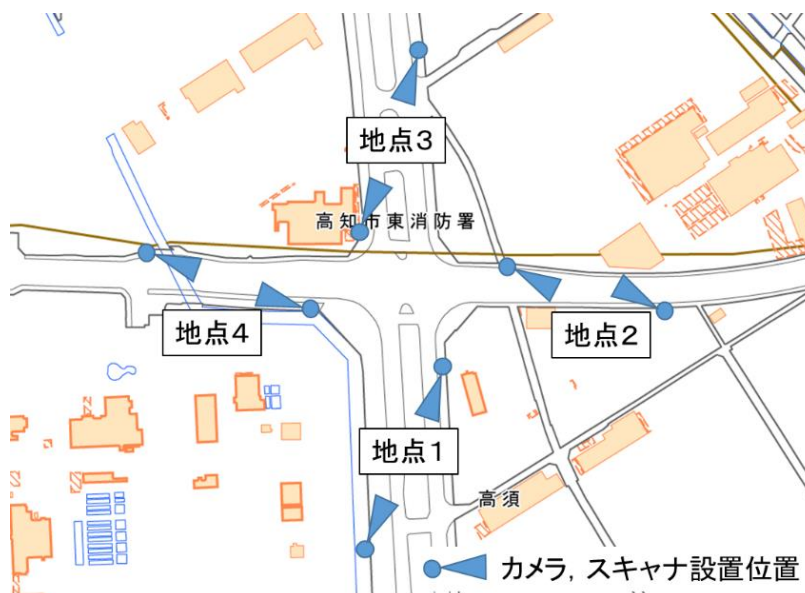 地点3
高知市東消防署
地点4
地点2
地点1
高須
カメラ, スキャナ設置位置